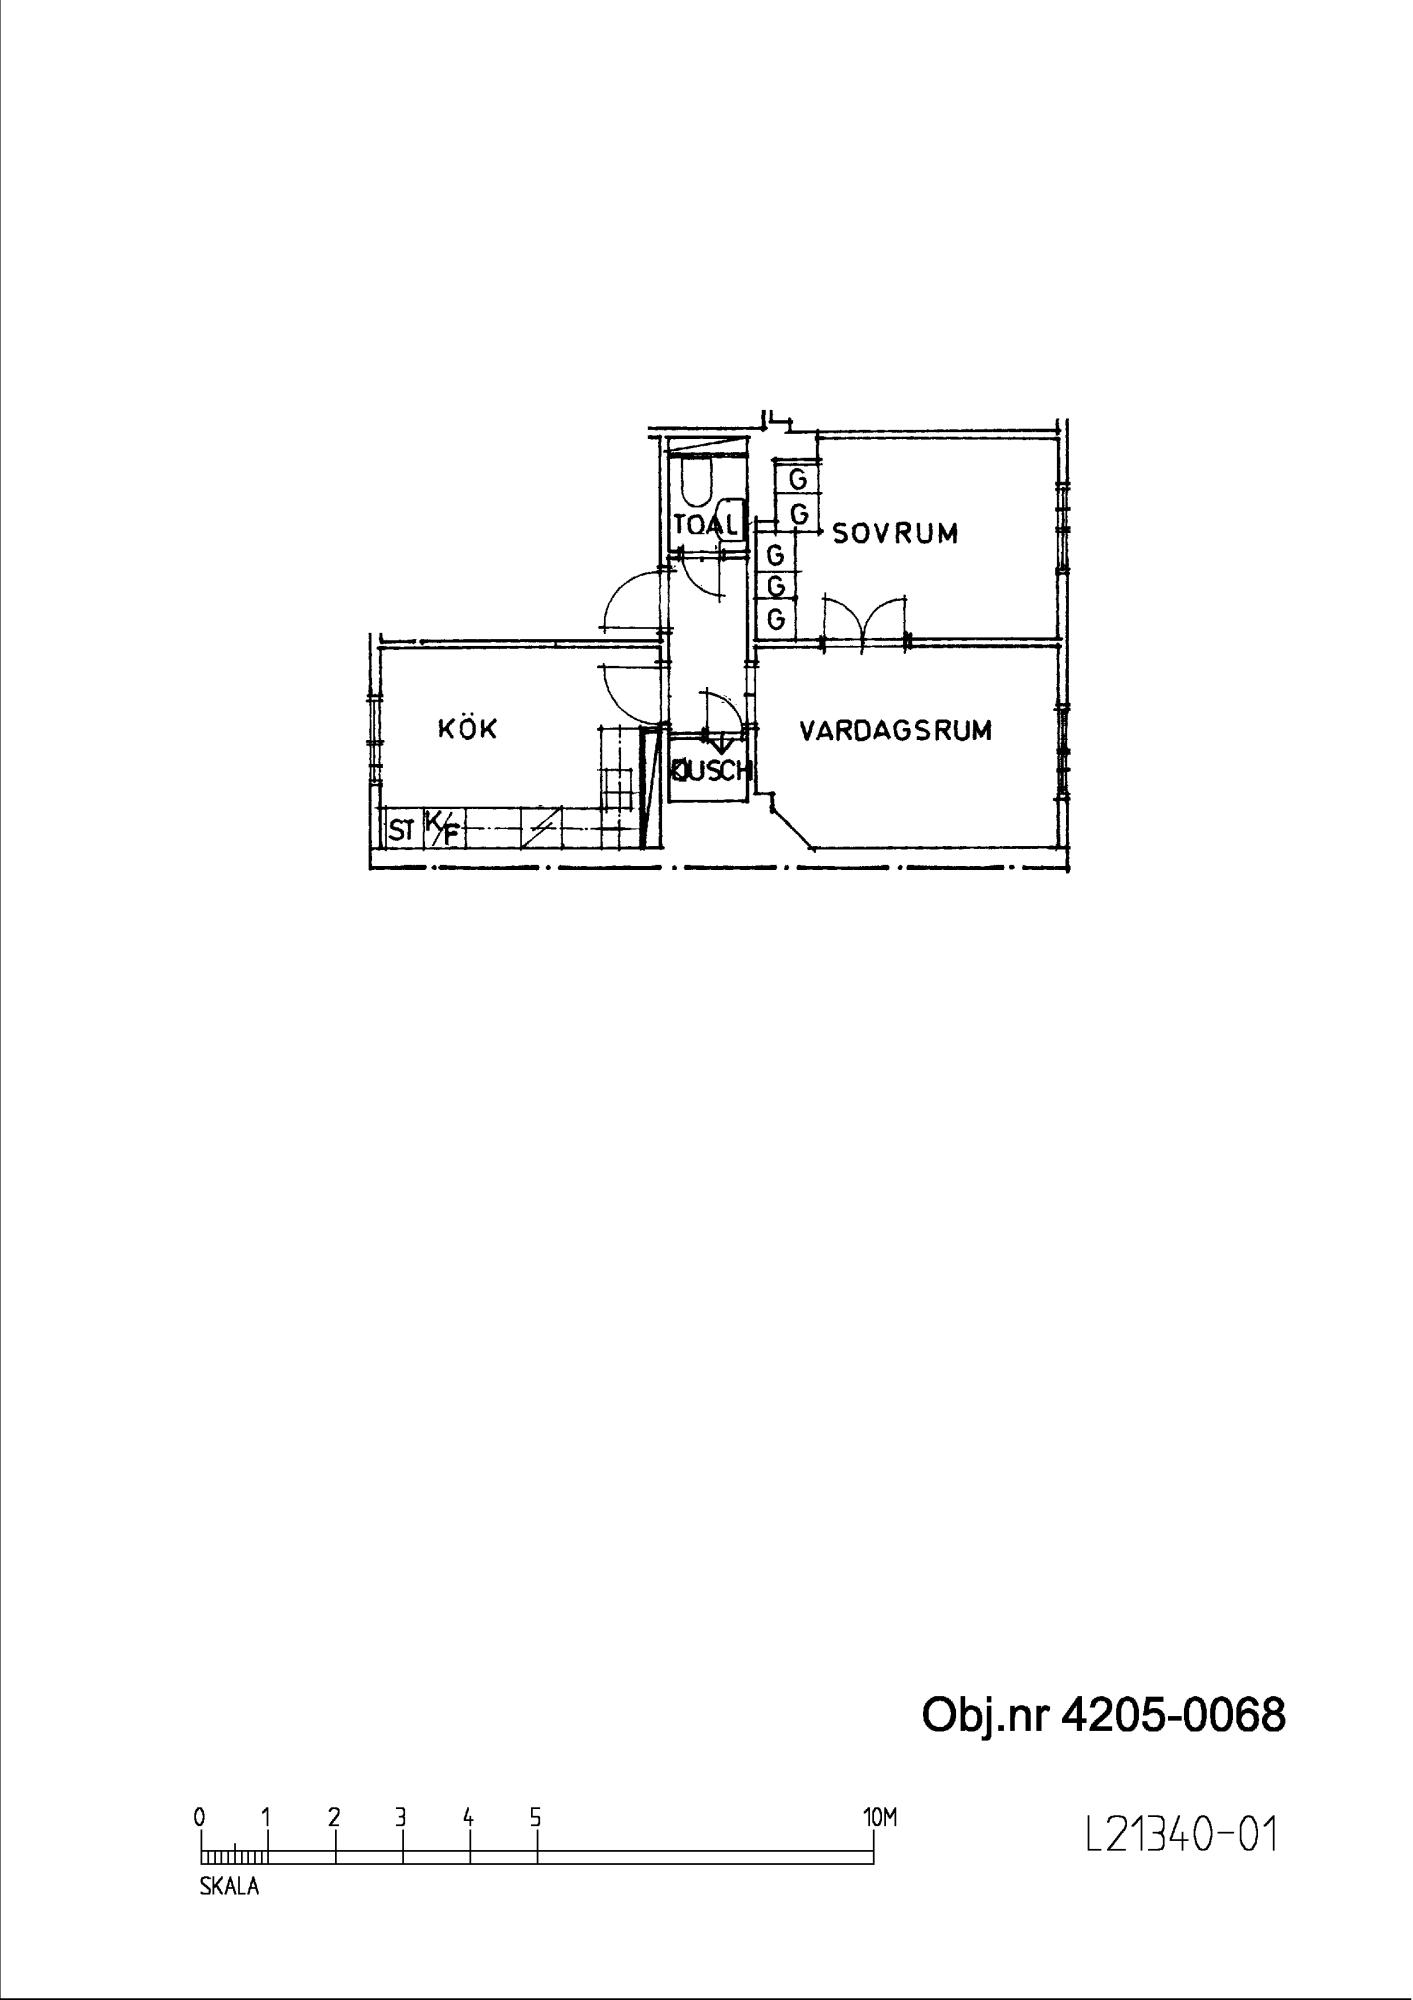 G
G
TOAL
SOVRUM
G
G
G
KÖK
VARDAGSRUM
DUSCH
ST
K/F
Obj.nr 4205-0068
0 1 2 3 4 5 10M
L21340-01
SKALA